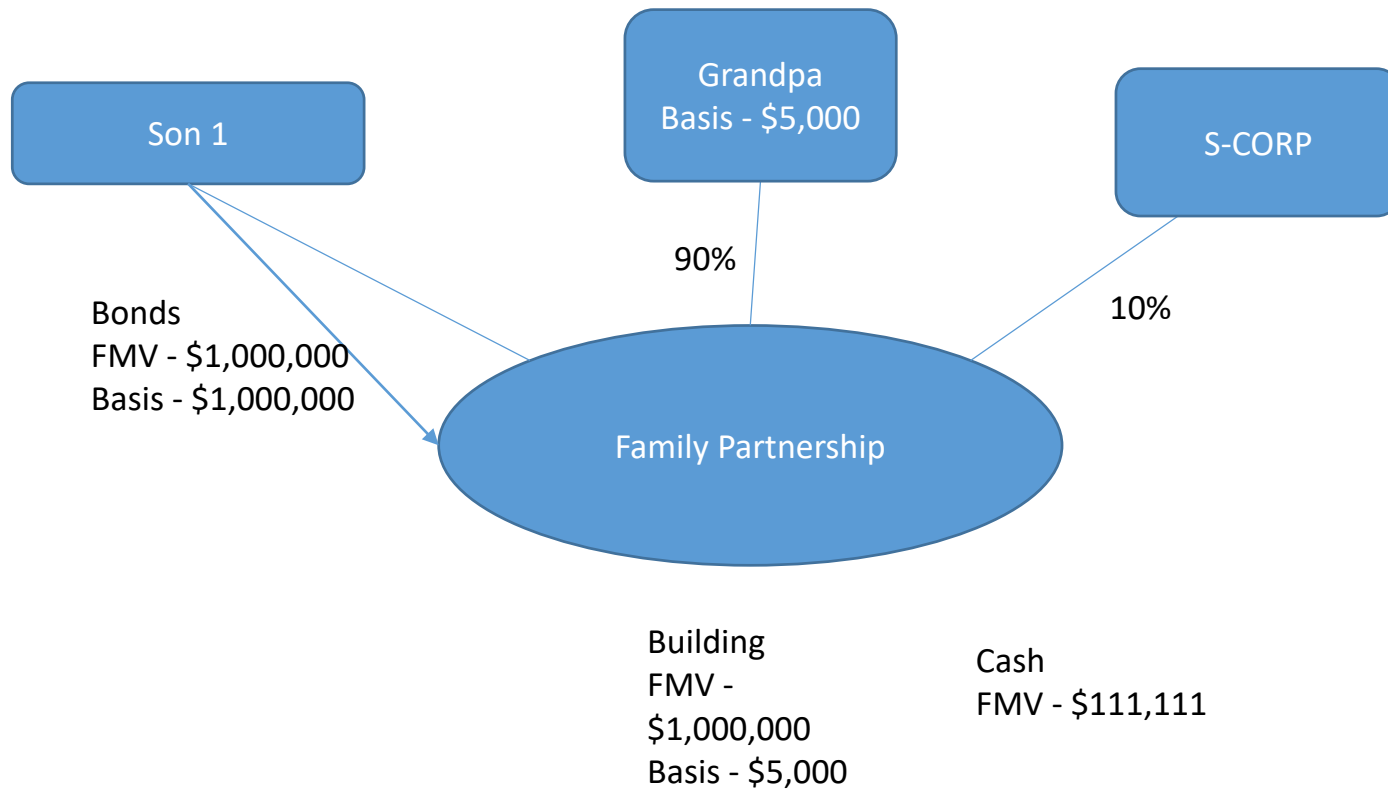 Son 1
Grandpa
Basis - $5,000
S-CORP
90%
10%
Bonds
FMV - $1,000,000
Basis - $1,000,000
Family Partnership
Building
FMV -
$1,000,000
Basis - $5,000
Cash
FMV - $111,111